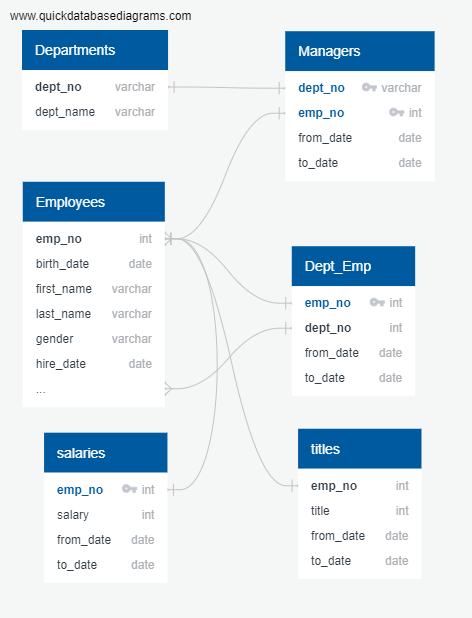 www.quickdatabasediagrams.com
Departments
dept_no varchar
dept_name varchar
Managers
dept_no varchar
emp_no int
from_date date
to_date date
Employees
emp_no int
birth_date date
first_name varchar
last_name varchar
gender varchar
hire_date date
...
Dept_Emp
emp_no int
dept_no int
from_date date
to_date date
salaries
emp_no int
salary int
from_date date
to_date date
titles
emp_no int
title int
from_date date
to_date date